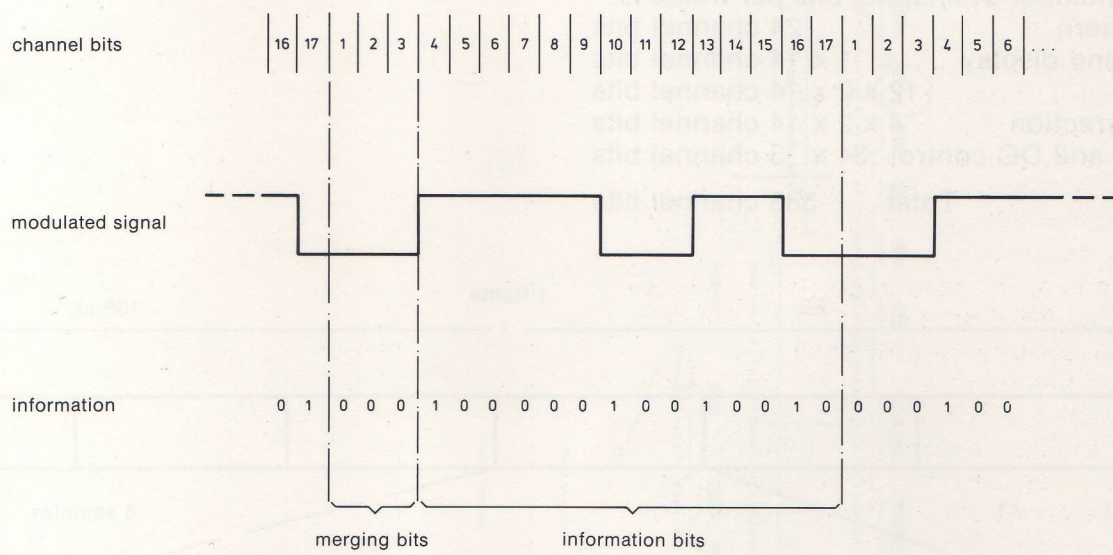 channel bits 16 17 1 2 3 4 5 6 7 8 9 10 11 12 13 14 15 16 17 1 2 3 4 5 6 ....
modulated signal
information 0 1 0 0 0 1 0 0 0 0 0 1 0 0 1 0 0 1 0 0 0 0 1 0 0
merging bits information bits